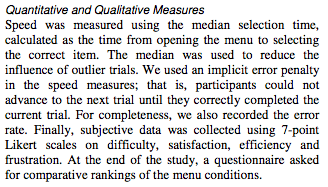 Quantitative and Qualitative Measures
Speed was measured using the median selection time,
calculated as the time from opening the menu to selecting
the correct item. The median was used to reduce the
influence of outlier trials. We used an implicit error penalty
in the speed measures; that is, participants could not
advance to the next trial until they correctly completed the
current trial. For completeness, we also recorded the error
rate. Finally, subjective data was collected using 7-point
Likert scales on difficulty, satisfaction, efficiency and
frustration. At the end of the study, a questionnaire asked
for comparative rankings of the menu conditions.